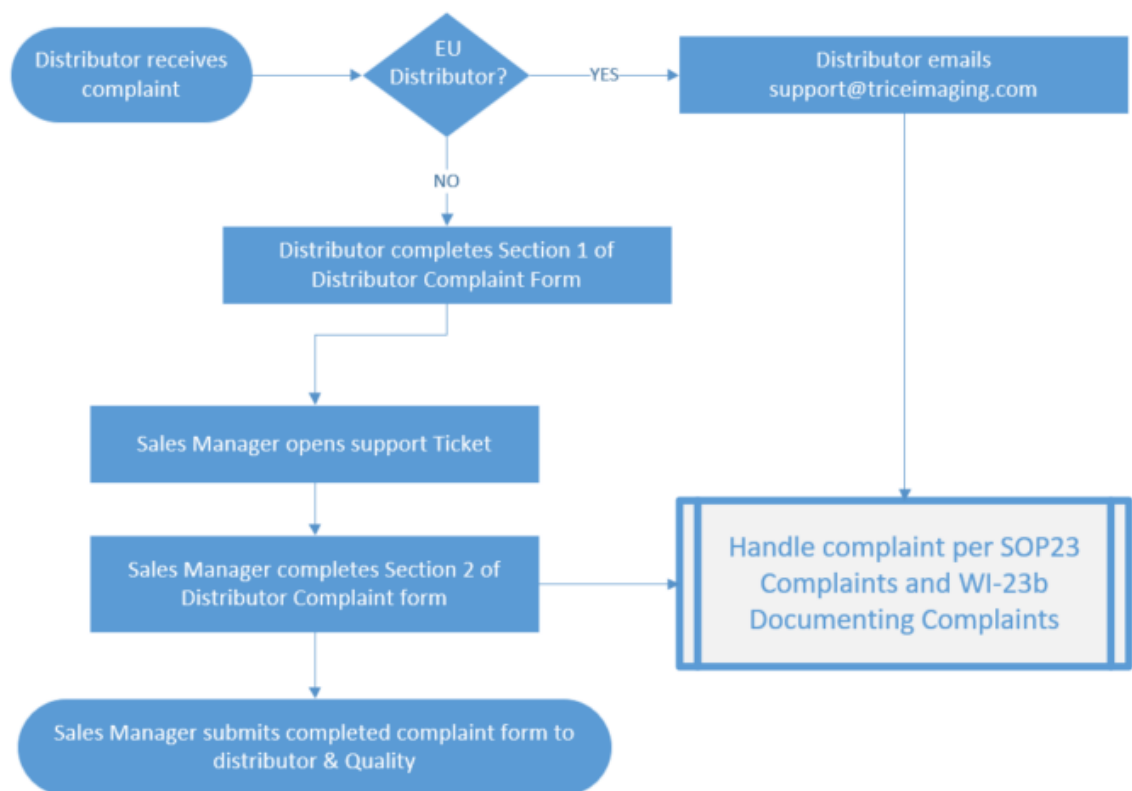 Distributor receives
complaint
EU
Distributor?
YES
Distributor emails
support@triceimaging.com
NO
Distributor completes Section 1 of
Distributor Complaint Form
Sales Manager opens support Ticket
Sales Manager completes Section 2 of
Distributor Complaint form
Handle complaint per SOP23
Complaints and WI-23b
Documenting Complaints
Sales Manager submits completed complaint form to
distributor & Quality